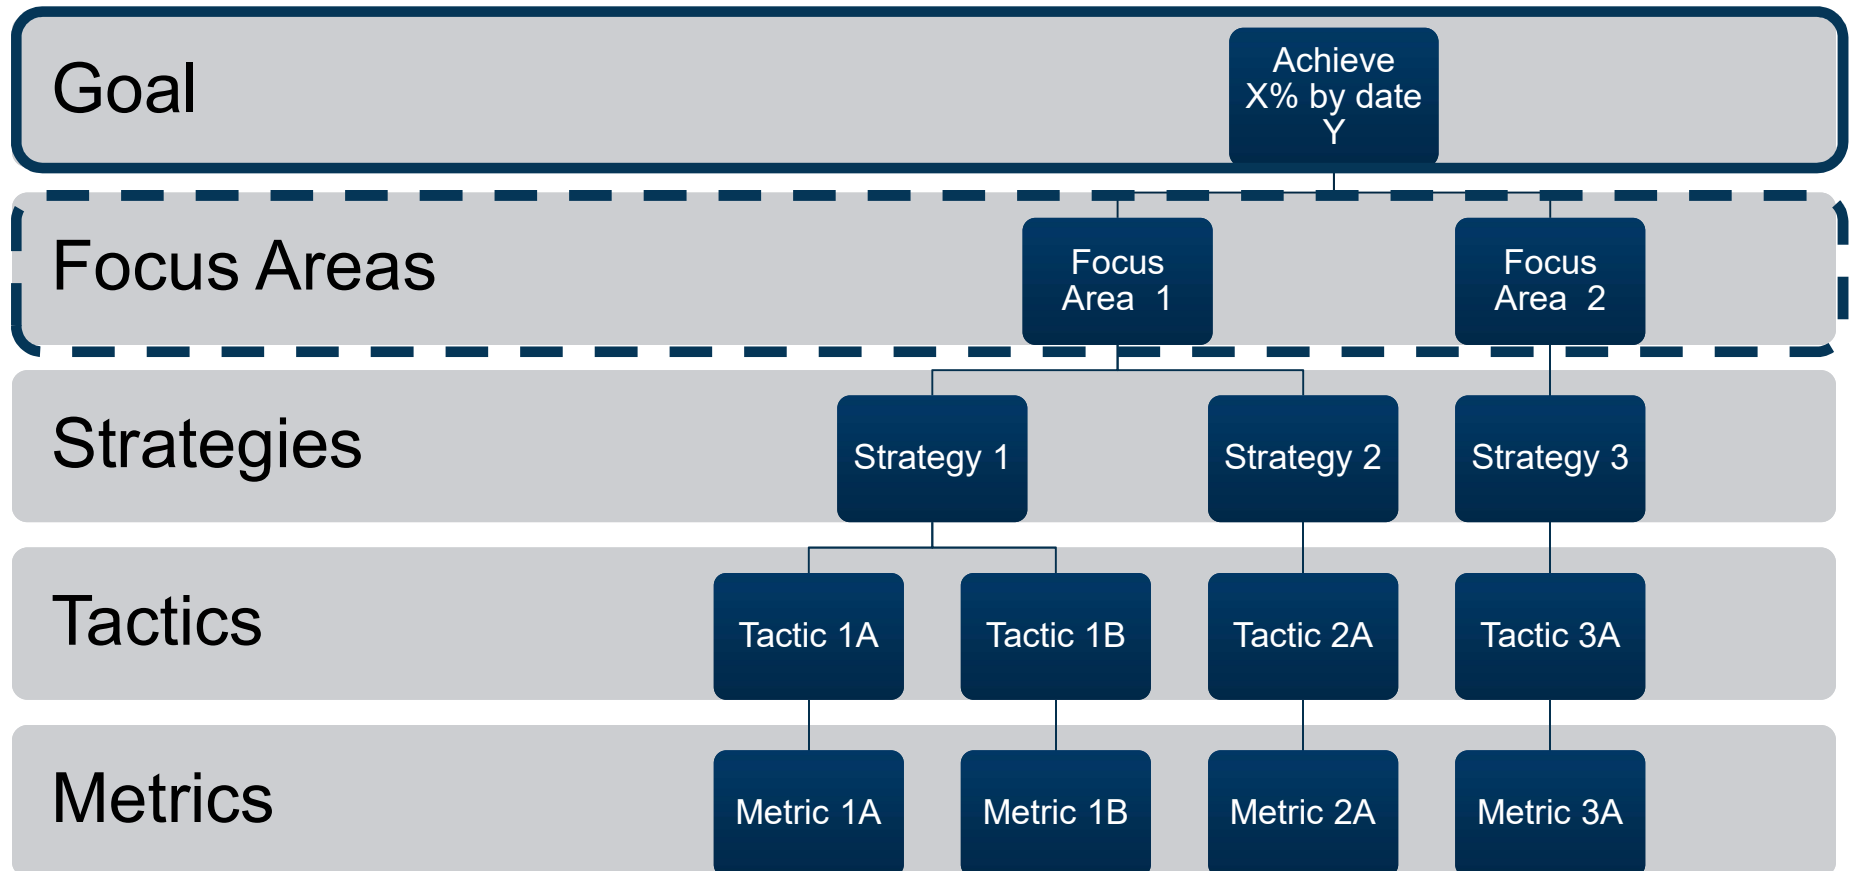 Goal
Achieve
X% by date
Y
Focus Areas
Focus
Area  1
Focus
Area  2
Strategies
Strategy 1
Strategy 2
Strategy 3
Tactics
Tactic 1A
Tactic 1B
Tactic 2A
Tactic 3A
Metrics
Metric 1A
Metric 1B
Metric 2A
Metric 3A